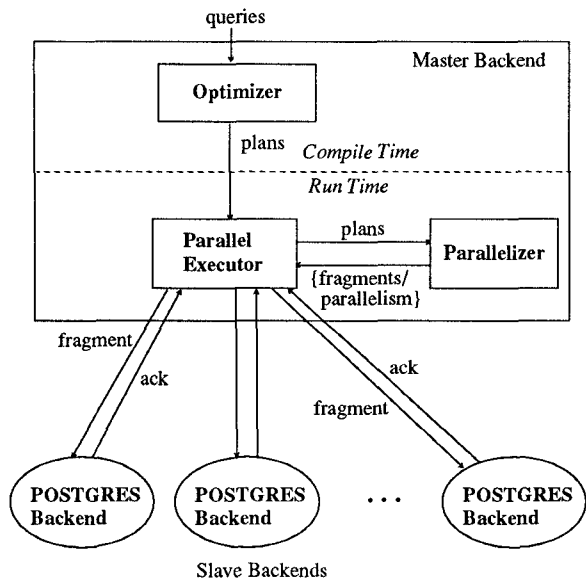 queries
Master Backend
Optimizer
plans
Compile Time
Run Time
Parallel
Executor
plans
Parallelizer
{fragments/
parallelism}
fragment
ack
ack
fragment
POSTGRES
Backend
POSTGRES
Backend
. . .
POSTGRES
Backend
Slave Backends